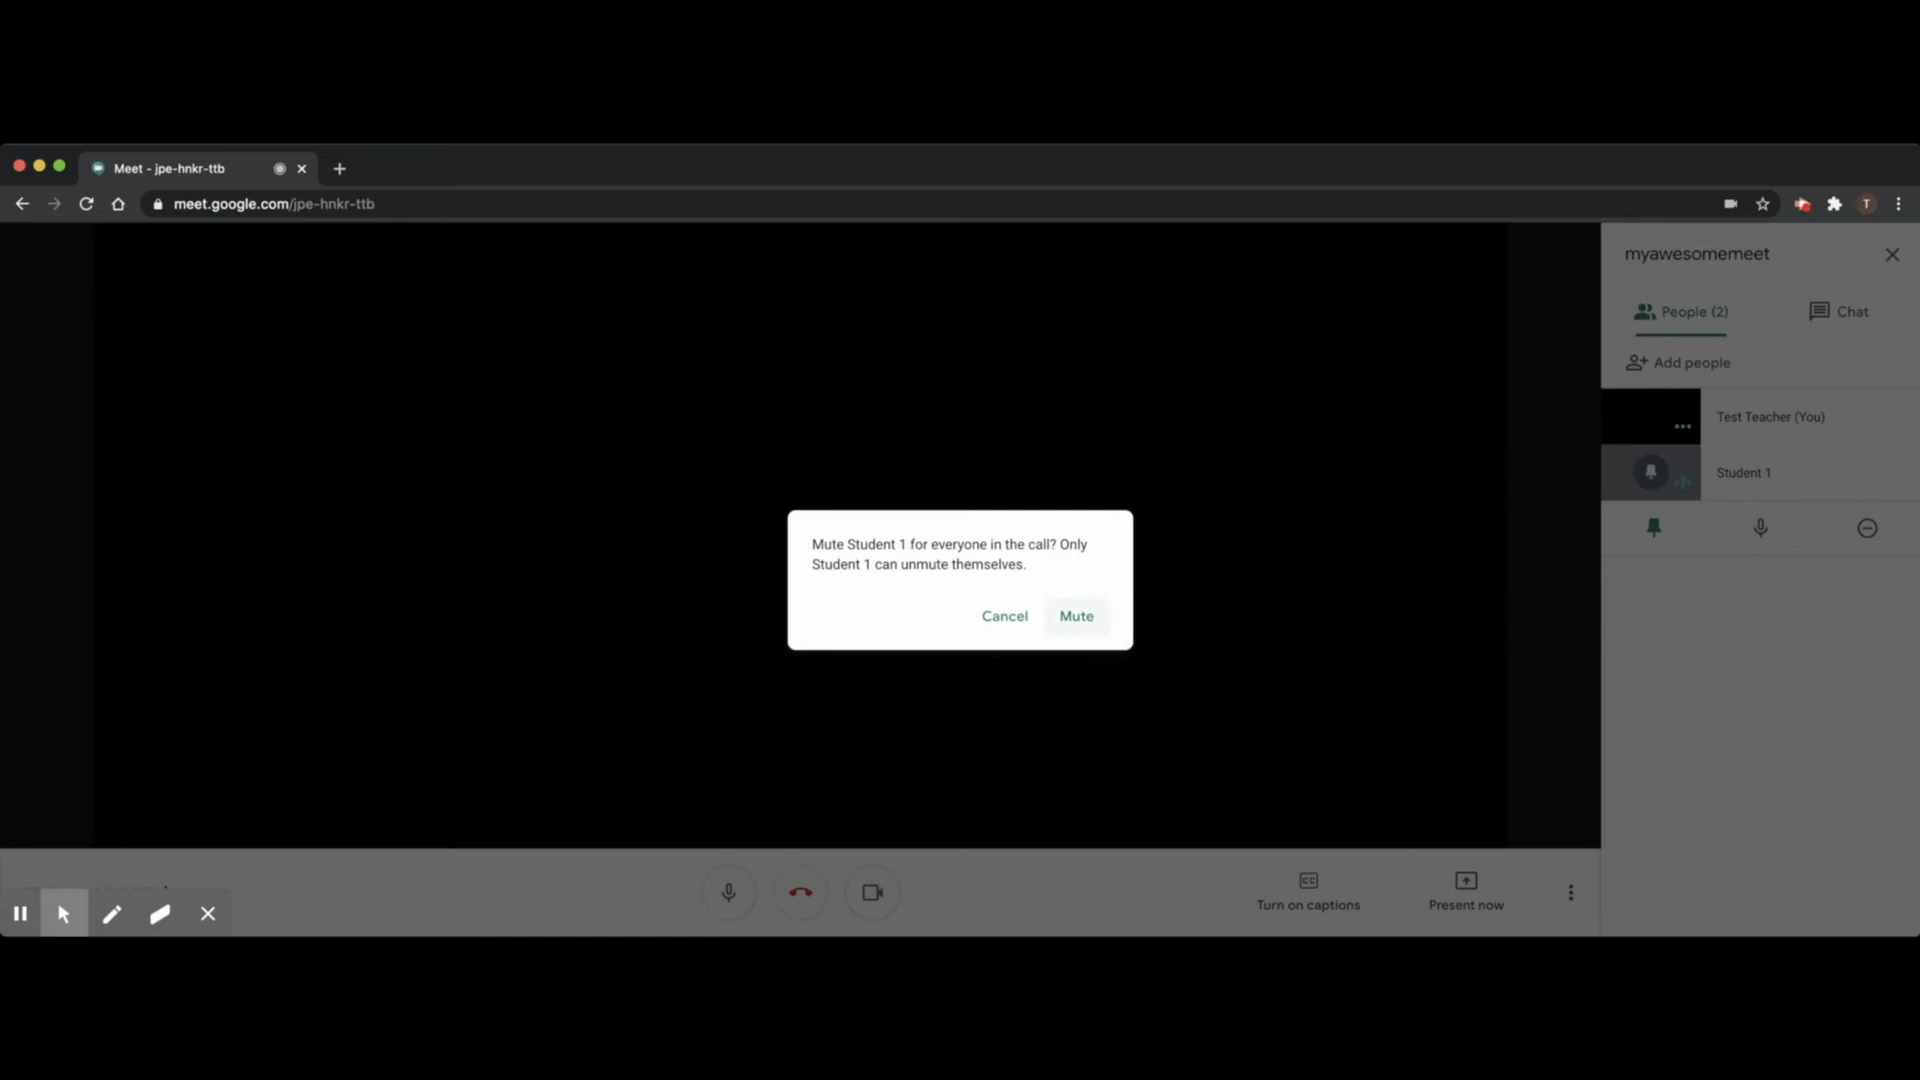 Meet - jpe-hnkr-ttb
meet.google.com/jpe-hnkr-ttb
T
myawesomemeet
People (2)
Chat
Add people
Test Teacher (You)
Student 1
Mute Student 1 for everyone in the call? Only
Student 1 can unmute themselves.
Cancel
Mute
CC
Turn on captions
Present now